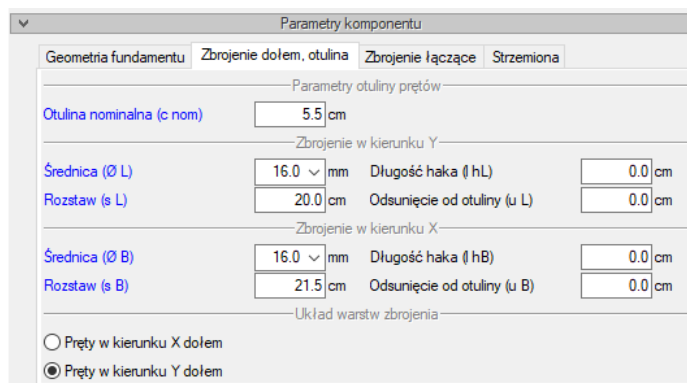 Parametry komponentu
Geometria fundamentu Zbrojenie dołem, otulina Zbrojenie łączące Strzemiona
Parametry otuliny prętów
Otulina nominalna (c nom) 5.5 cm
Zbrojenie w kierunku Y
Średnica (Ø L) 16.0 mm Długość haka (l hL) 0.0 cm
Rozstaw (s L) 20.0 cm Odsunięcie od otuliny (u L) 0.0 cm
Zbrojenie w kierunku X
Średnica (Ø B) 16.0 mm Długość haka (l hB) 0.0 cm
Rozstaw (s B) 21.5 cm Odsunięcie od otuliny (u B) 0.0 cm
Układ warstw zbrojenia
Pręty w kierunku X dołem
Pręty w kierunku Y dołem